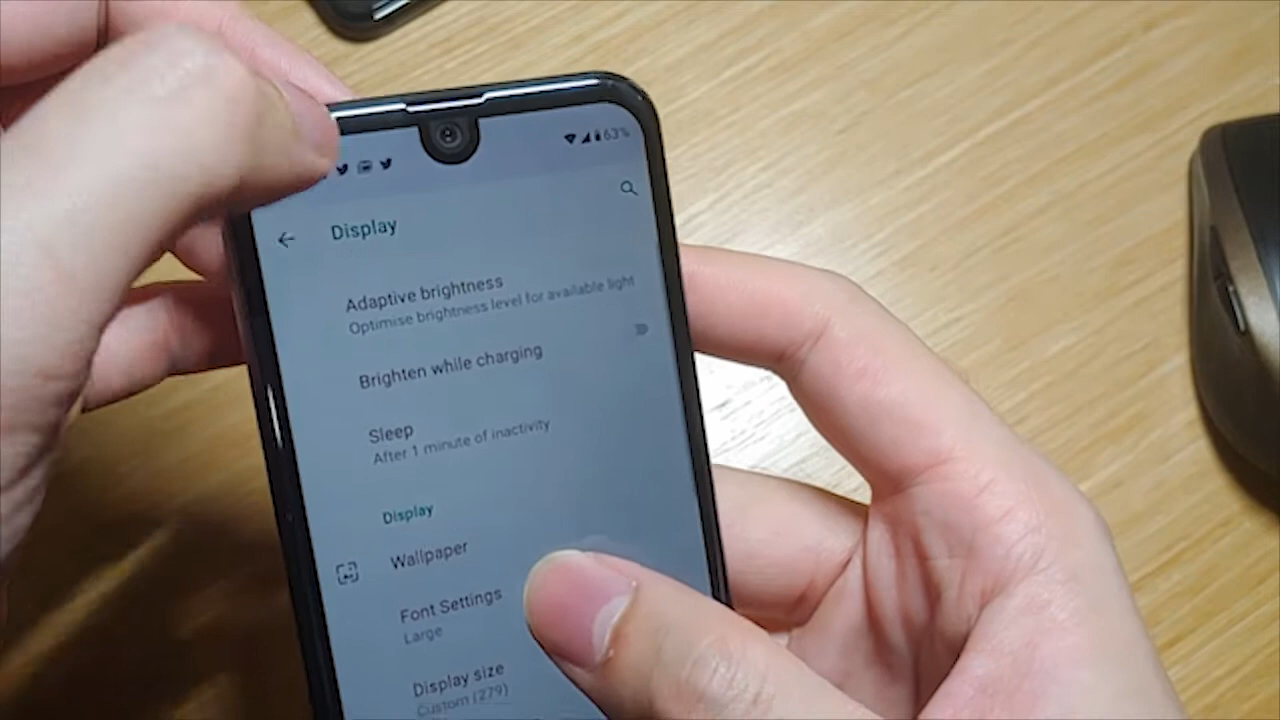 63%
Display
Adaptive brightness
Optimise brightness level for available light
Brighten while charging
Sleep
After 1 minute of inactivity
Display
Wallpaper
Font Settings
Large
Display size
Custom (279)